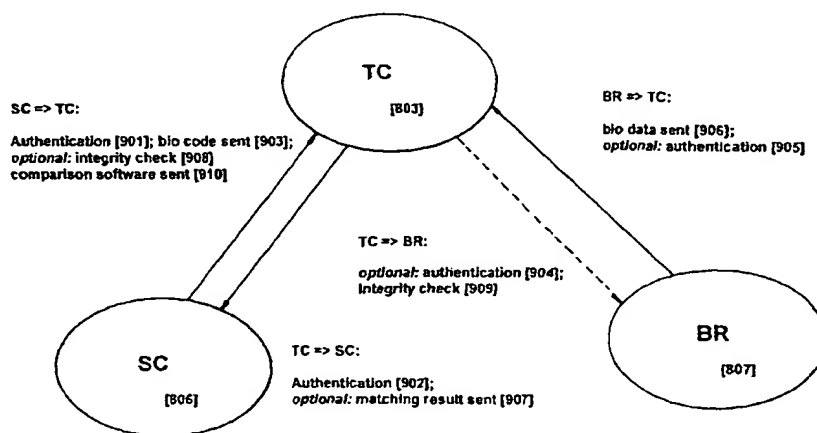 TC
[803]
SC => TC:
Authentication [901]; bio code sent [903];
optional: integrity check [908]
comparison software sent [910]
BR => TC:
bio data sent [906];
optional: authentication [905]
TC => BR:
optional: authentication [904];
Integrity check [909]
SC
[806]
TC => SC:
Authentication [902];
optional: matching result sent [907]
BR
[807]